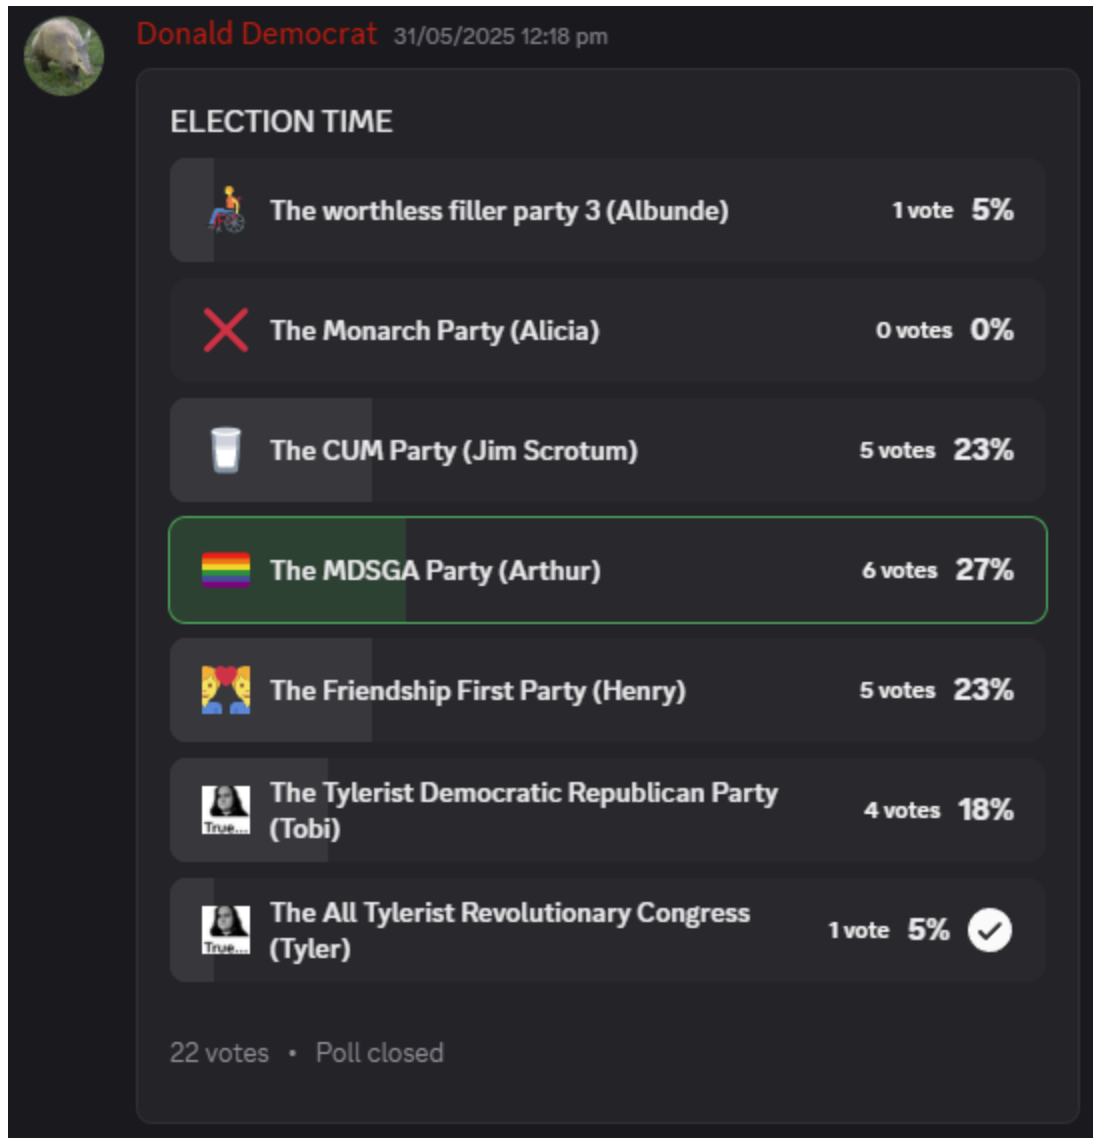 Donald Democrat 31/05/2025 12:18 pm
ELECTION TIME
The worthless filler party 3 (Albunde) 1 vote 5%
The Monarch Party (Alicia) 0 votes 0%
The CUM Party (Jim Scrotum) 5 votes 23%
The MDSGA Party (Arthur) 6 votes 27%
The Friendship First Party (Henry) 5 votes 23%
The Tylerist Democratic Republican Party
(Tobi) 4 votes 18%
True...
The All Tylerist Revolutionary Congress
(Tyler) 1 vote 5%
True...
22 votes • Poll closed